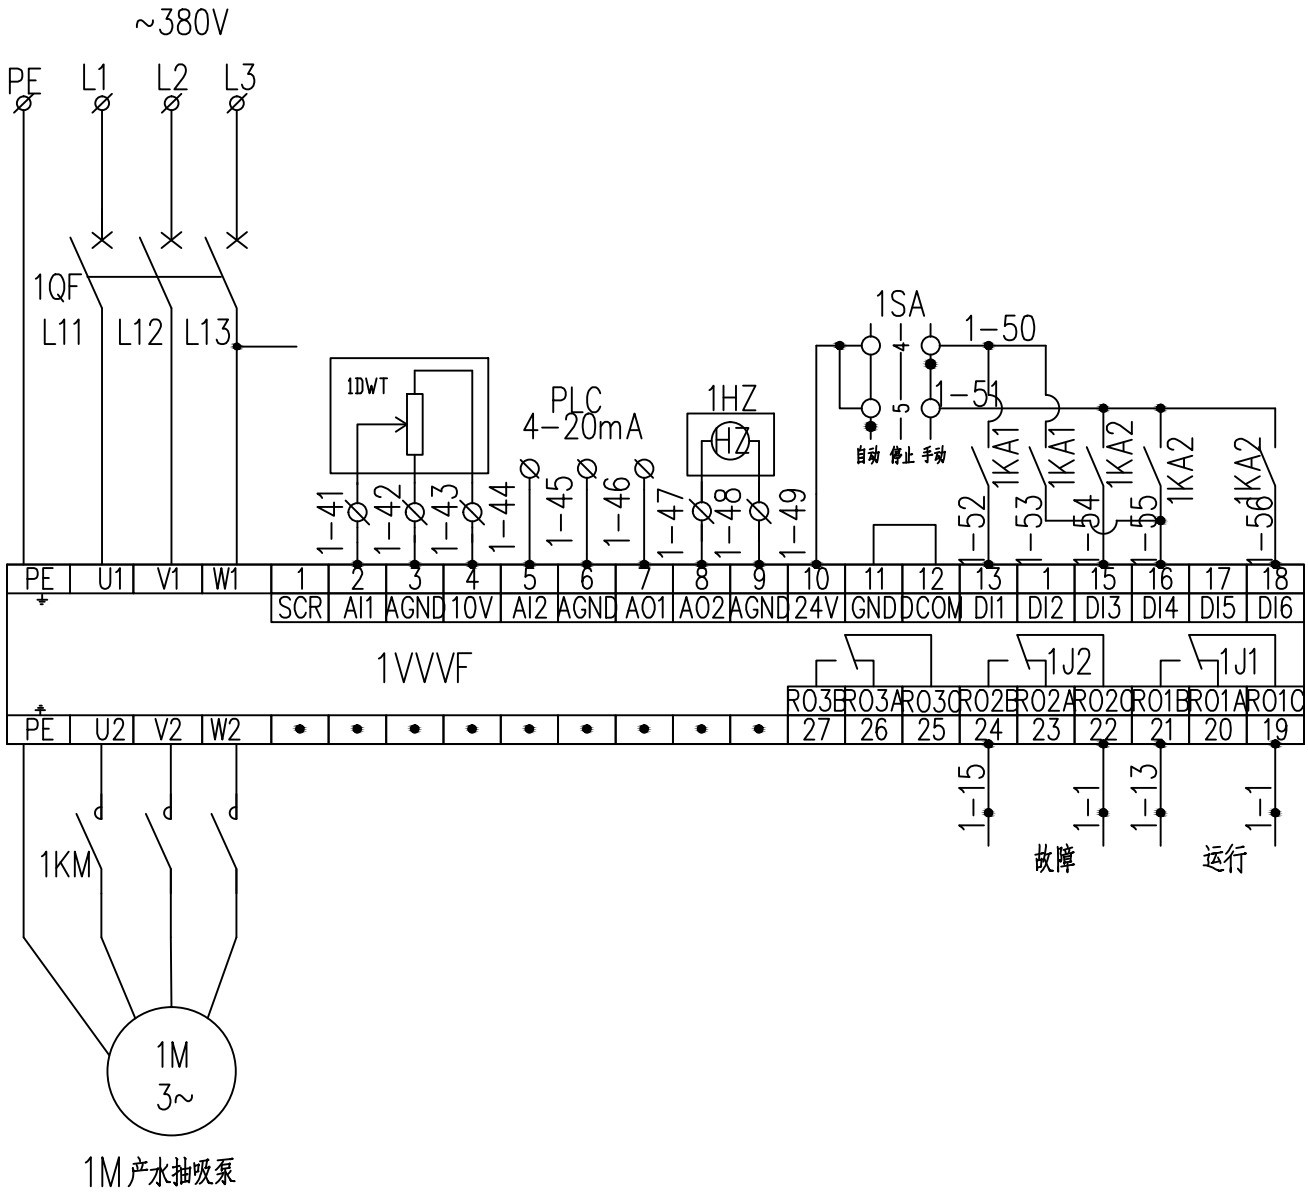 ~380V
PE L1 L2 L3
1QF
L11 L12 L13
1DWT
PLC
4-20mA
1HZ
HZ
1SA
4
5
自动 停止 手动
1-50
1-51
1KA1 1KA1 1KA2 1KA2 1KA2
1-41 1-42 1-43 1-44 1-45 1-46 1-47 1-48 1-49 1-52 1-53 1-54 1-55 1-56
PE U1 V1 W1 1 2 3 4 5 6 7 8 9 10 11 12 13 1 15 16 17 18
SCR AI1 AGND 10V AI2 AGND AO1 AO2 AGND 24V GND DCOM DI1 DI2 DI3 DI4 DI5 DI6
1VVVF
1J2 1J1
RO3B RO3A RO3C RO2B RO2A RO2C RO1B RO1A RO1C
PE U2 V2 W2 27 26 25 24 23 22 21 20 19
1-15 1-1 1-13 1-1
故障 运行
1KM
1M
3~
1M产水抽吸泵